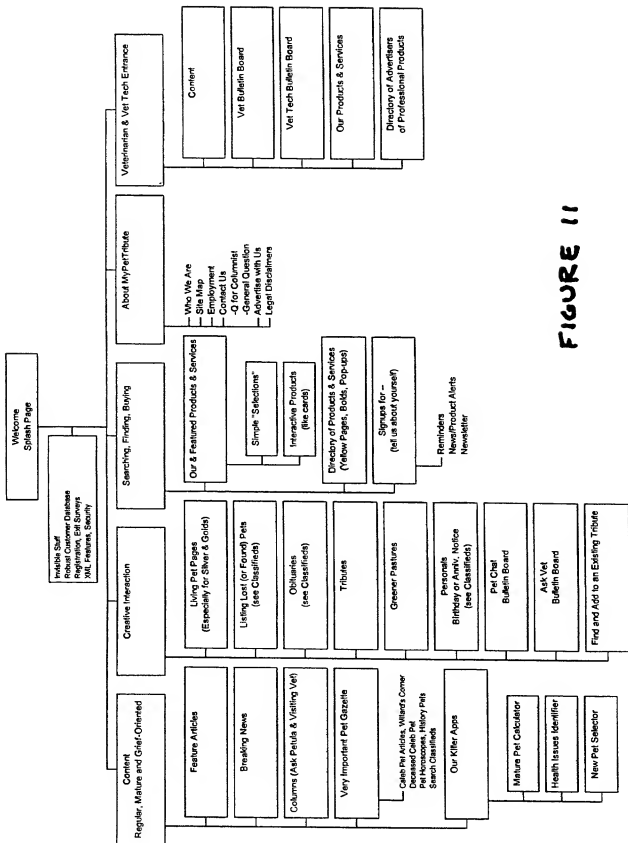 Welcome
Splash Page
Invisible Stuff
Robust Customer Database
Registration, Exit Surveys
XML Features, Security
Content
Regular, Mature and Grief-Oriented
Feature Articles
Breaking News
Columns (Ask Petula & Visiting Vet)
Very Important Pet Gazette
Caleb Pet Articles, Willard's Corner
Deceased Caleb Pet
Pet Horoscopes, History Pets
Search Classifieds
Our Killer Apps
Mature Pet Calculator
Health Issues Identifier
New Pet Selector
Creative Interaction
Living Pet Pages
(Especially for Silver & Golds)
Listing Lost (or Found) Pets
(see Classifieds)
Obituaries
(see Classifieds)
Tributes
Greener Pastures
Personals
Birthday or Anniv. Notice
(see Classifieds)
Pet Chat
Bulletin Board
Ask Vet
Bulletin Board
Find and Add to an Existing Tribute
Searching, Finding, Buying
Our & Featured Products & Services
Simple "Selections"
Interactive Products
(like cards)
Directory of Products & Services
(Yellow Pages, Bolds, Pop-ups)
Signups for --
(tell us about yourself)
Reminders
News/Product Alerts
Newsletter
About MyPetTribute
Who We Are
Site Map
Employment
Contact Us
-Q for Columnist
-General Question
Advertise with Us
Legal Disclaimers
Veterinarian & Vet Tech Entrance
Content
Vet Bulletin Board
Vet Tech Bulletin Board
Our Products & Services
Directory of Advertisers
of Professional Products
FIGURE 11